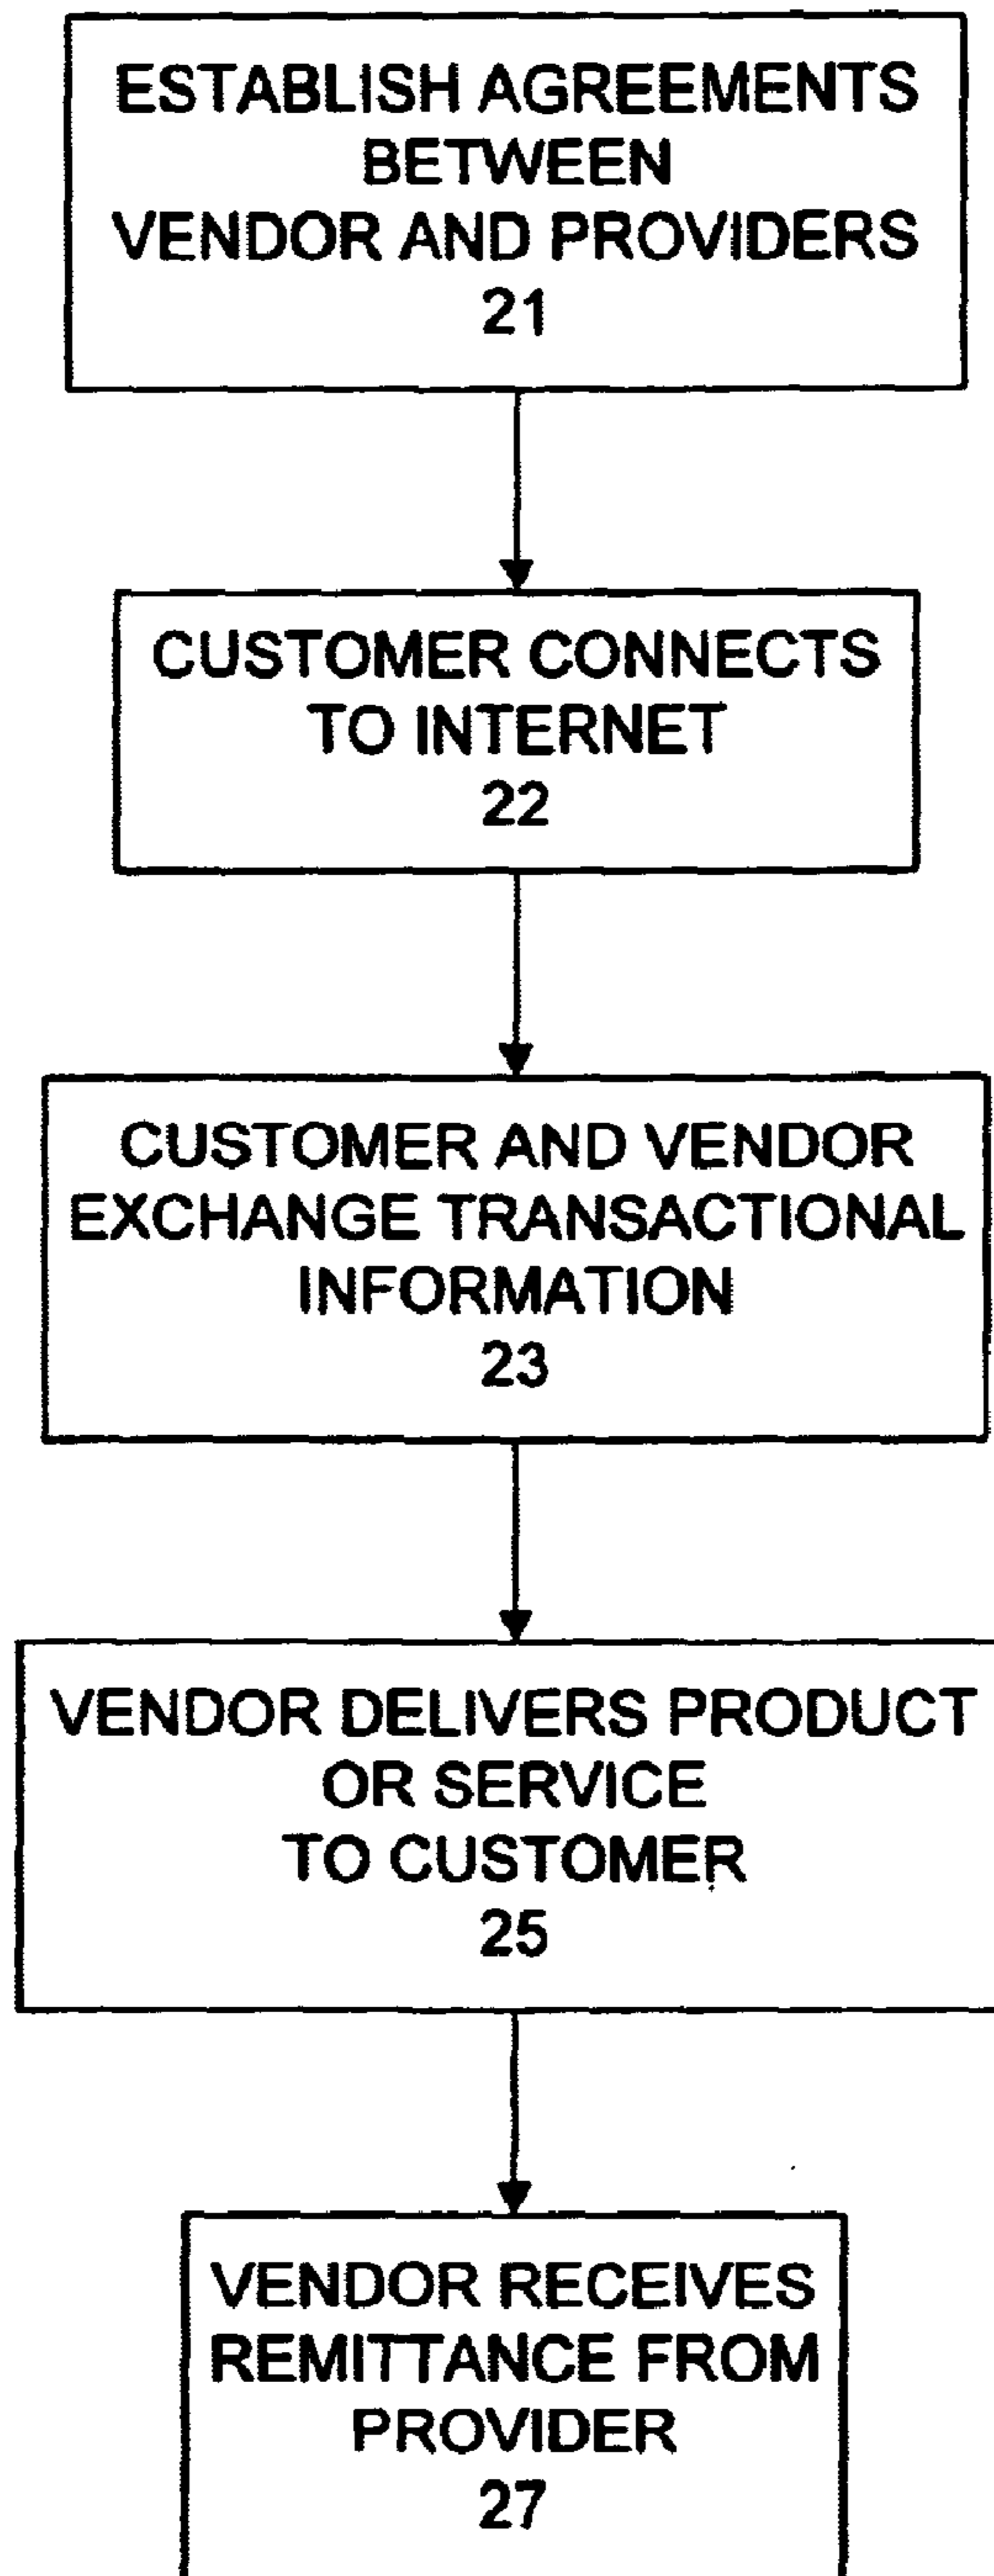 ESTABLISH AGREEMENTS
BETWEEN
VENDOR AND PROVIDERS
21
CUSTOMER CONNECTS
TO INTERNET
22
CUSTOMER AND VENDOR
EXCHANGE TRANSACTIONAL
INFORMATION
23
VENDOR DELIVERS PRODUCT
OR SERVICE
TO CUSTOMER
25
VENDOR RECEIVES
REMITTANCE FROM
PROVIDER
27